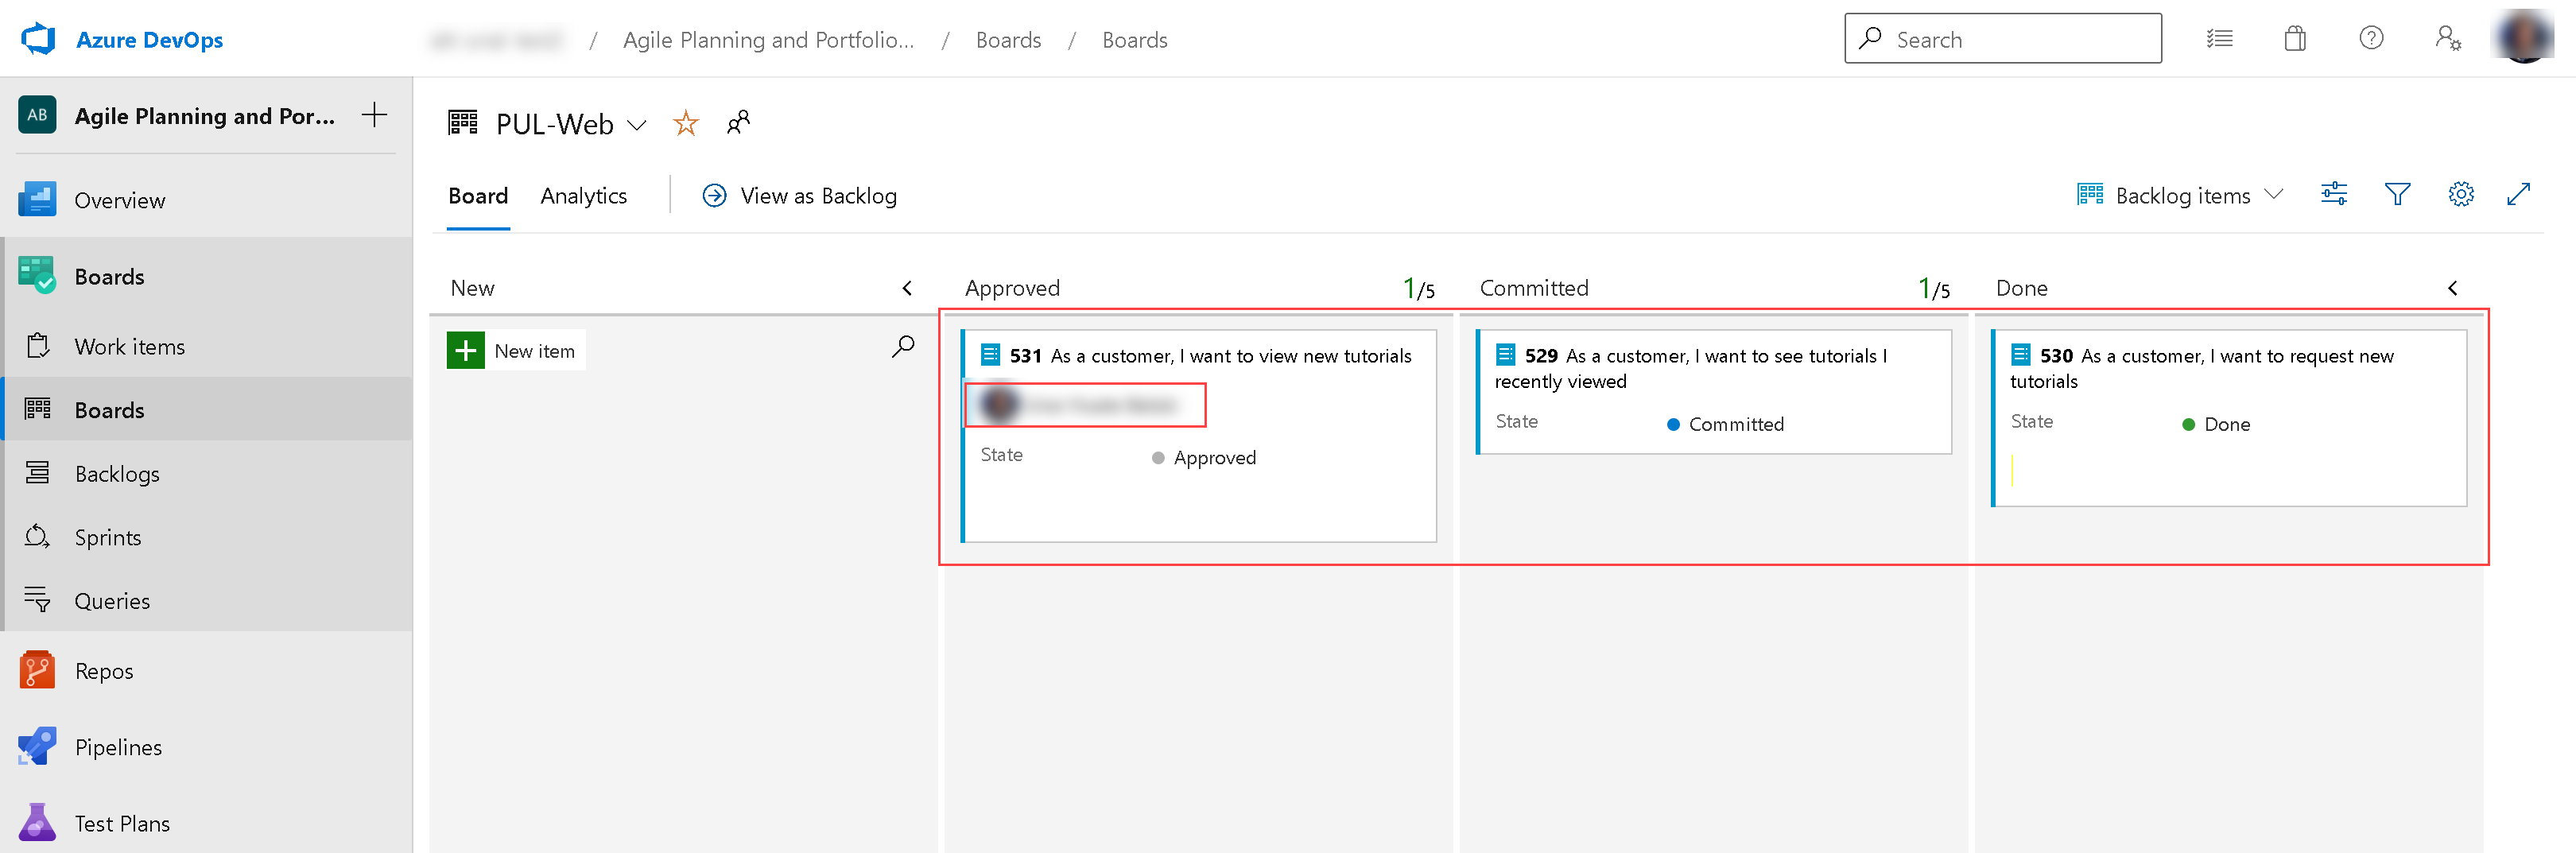 Azure DevOps
/ Agile Planning and Portfolio... / Boards / Boards
Search
AB Agile Planning and Por...
Overview
Boards
Work items
Boards
Backlogs
Sprints
Queries
Repos
Pipelines
Test Plans
PUL-Web
Board Analytics View as Backlog
Backlog items
New
New item
Approved 1/5
531 As a customer, I want to view new tutorials
State Approved
Committed 1/5
529 As a customer, I want to see tutorials I
recently viewed
State Committed
Done
530 As a customer, I want to request new
tutorials
State Done